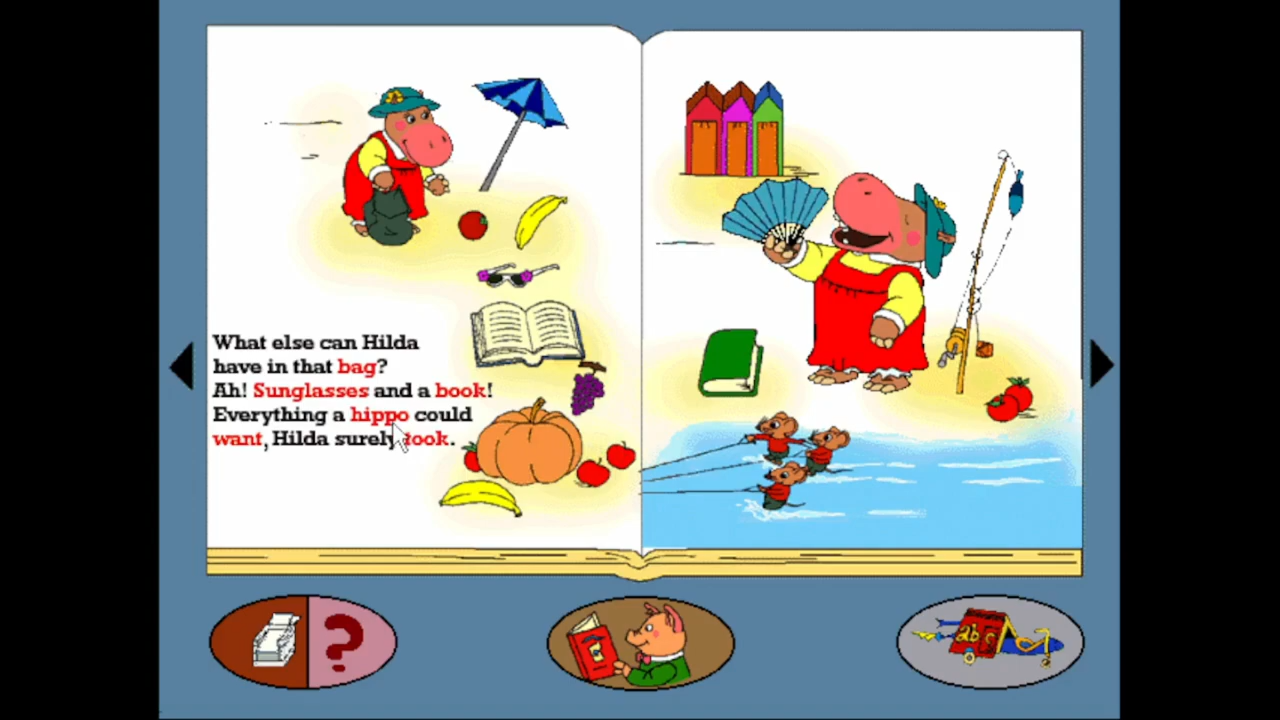 What else can Hilda
have in that bag?
Ah! Sunglasses and a book!
Everything a hippo could
want, Hilda surely took.
?
abc